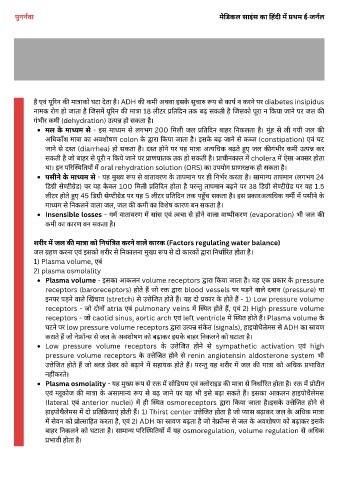 पुनर्नवा मेडिकल साइंस का हिंदी में प्रथम ई-जर्नल
है एवं यूरिन की मात्राको घटा देता है। ADH की कमी अथवा इसके सुचारु रूप से कार्य न करने पर diabetes insipidus
नामक रोग हो जाता है जिसमें यूरिन की मात्रा 18 लीटर प्रतिदिन तक बढ़ सकती है जिसको पूरा न किया जाने पर जल की
गंभीर कमी (dehydration) उत्पन्न हो सकता है।
• मल के माध्यम से - इस माध्यम से लगभग 200 मिली जल प्रतिदिन बाहर निकलता है। मुंह से ली गयी जल की
अधिकाँश मात्रा का अवशोषण colon के द्वारा किया जाता है। इसके बढ़ जाने से कब्ज (constipation) एवं घट
जाने से दस्त (diarrhea) हो सकता है। दस्त होने पर यह मात्रा अत्यधिक बढ़ते हुए जल कीगंभीर कमी उत्पन्न कर
सकती है जो बाहर से पूरी न किये जाने पर प्राणघातक तक हो सकती है। प्राचीनकाल में cholera में ऐसा अक्सर होता
था। इन परिस्थितियों में oral rehydration solution (ORS) का उपयोग प्राणरक्षक हो सकता है।
• पसीने के माध्यम से - यह मुख्य रूप से वातावरण के तापमान पर ही निर्भर करता है। सामान्य तापमान (लगभग 24
डिग्री सेण्टीग्रेड) पर यह केवल 100 मिली प्रतिदिन होता है परन्तु तापमान बढ़ने पर 38 डिग्री सेण्टीग्रेड पर यह 1.5
लीटर होते हुए 45 डिग्री सेण्टीग्रेड पर यह 5 लीटर प्रतिदिन तक पहुँच सकता है। इस प्रकारअत्यधिक गर्मी में पसीने के
माध्यम से निकलने वाला जल, जल की कमी का विशेष कारण बन सकता है।
• Insensible losses - गर्म वातावरण में सांस एवं त्वचा से होने वाला वाष्पीकरण (evaporation) भी जल की
कमी का कारण बन सकता है।
शरीर में जल की मात्रा को नियंत्रित करने वाले कारक (Factors regulating water balance)
जल ग्रहण करना एवं इसको शरीर से निकालना मुख्य रूप से दो कारकों द्वारा निर्धारित होता है।
1) Plasma volume, एवं
2) plasma osmolality
• Plasma volume - इसका आकलन volume receptors द्वारा किया जाता है। यह एक प्रकार के pressure
receptors (baroreceptors) होते हैं जो रक्त द्वारा blood vessels पर पड़ने वाले दबाव (pressure) या
इनपर पड़ने वाले खिंचाव (stretch) से उत्तेजित होते हैं। यह दो प्रकार के होते हैं - 1) Low pressure volume
receptors - जो दोनों atria एवं pulmonary veins में स्थित होते हैं, एवं 2) High pressure volume
receptors - जो caotid sinus, aortic arch एवं left ventricle में स्थित होते हैं। Plasma volume के
घटने पर low pressure volume receptors द्वारा उत्पन्न संकेत (signals), हाइपोथैलेमस से ADH का स्रावण
कराते हैं जो नेफ्रॉन्स से जल के अवशोषण को बढ़ाकर इसके बाहर निकलने को घटाता है।
• Low pressure volume receptors के उत्तेजित होने से sympathetic activation एवं high
pressure volume receptors के उत्तेजित होने से renin angiotensin aldosterone system भी
उत्तेजित होते हैं जो ब्लड प्रेशर को बढ़ाने में सहायक होते हैं। परन्तु यह शरीर में जल की मात्रा को अधिक प्रभावित
नहींकरते।
• Plasma osmolality - यह मुख्य रूप से रक्त में सोडियम एवं क्लोराइड की मात्रा से निर्धारित होता है। रक्त में प्रोटीन
एवं ग्लूकोज की मात्रा के असामान्य रूप से बढ़ जाने पर यह भी इसे बढ़ा सकते हैं। इसका आकलन हाइपोथैलेमस
(lateral एवं anterior nuclei) में ही स्थित osmoreceptors द्वारा किया जाता है।इसके उत्तेजित होने से
हाइपोथैलेमस में दो प्रतिक्रियाएं होती हैं। 1) Thirst center उत्तेजित होता है जो प्यास बढ़ाकर जल के अधिक मात्रा
में सेवन को प्रोत्साहित करता है, एवं 2) ADH का स्रावण बढ़ता है जो नेफ्रॉन्स से जल के अवशोषण को बढ़ाकर इसके
बाहर निकलने को घटाता है। सामान्य परिस्थितियों में यह osmoregulation, volume regulation से अधिक
प्रभावी होता है।